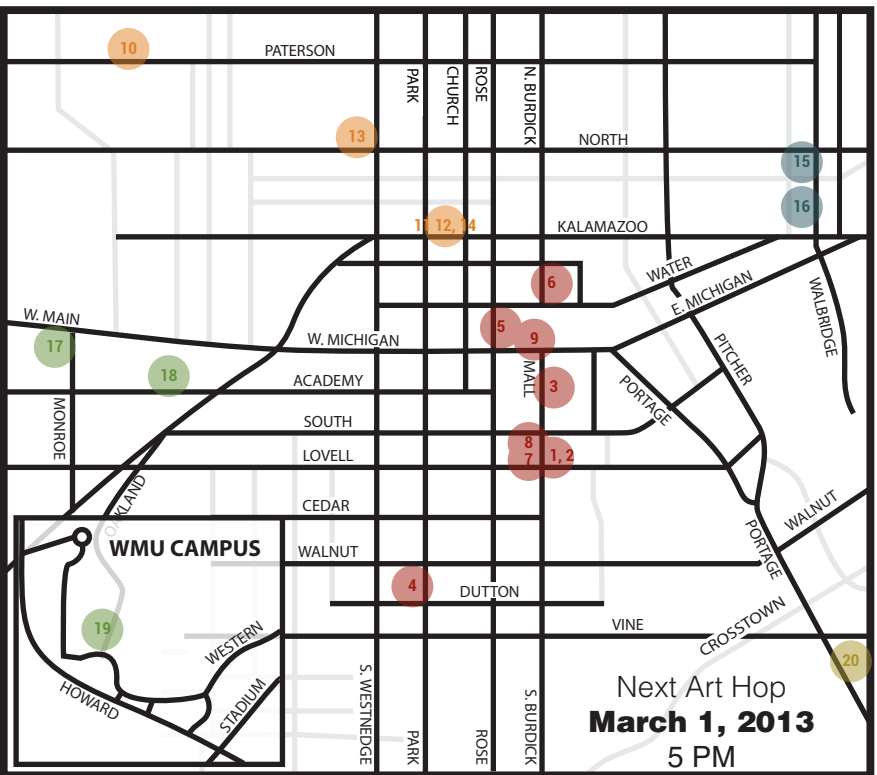 10
PATERSON
PARK
CHURCH
ROSE
N. BURDICK
13
NORTH
15
16
11 12, 14
KALAMAZOO
WATER
E. MICHIGAN
WALBRIDGE
6
W. MAIN
17
5
9
W. MICHIGAN
MALL
PITCHER
18
ACADEMY
3
PORTAGE
MONROE
SOUTH
8
LOVELL
7
1, 2
OAKLAND
CEDAR
WALNUT
WMU CAMPUS
WALNUT
PORTAGE
4
DUTTON
19
VINE
CROSSTOWN
WESTERN
20
HOWARD
STADIUM
S. WESTNEDGE
PARK
ROSE
S. BURDICK
Next Art Hop
March 1, 2013
5 PM